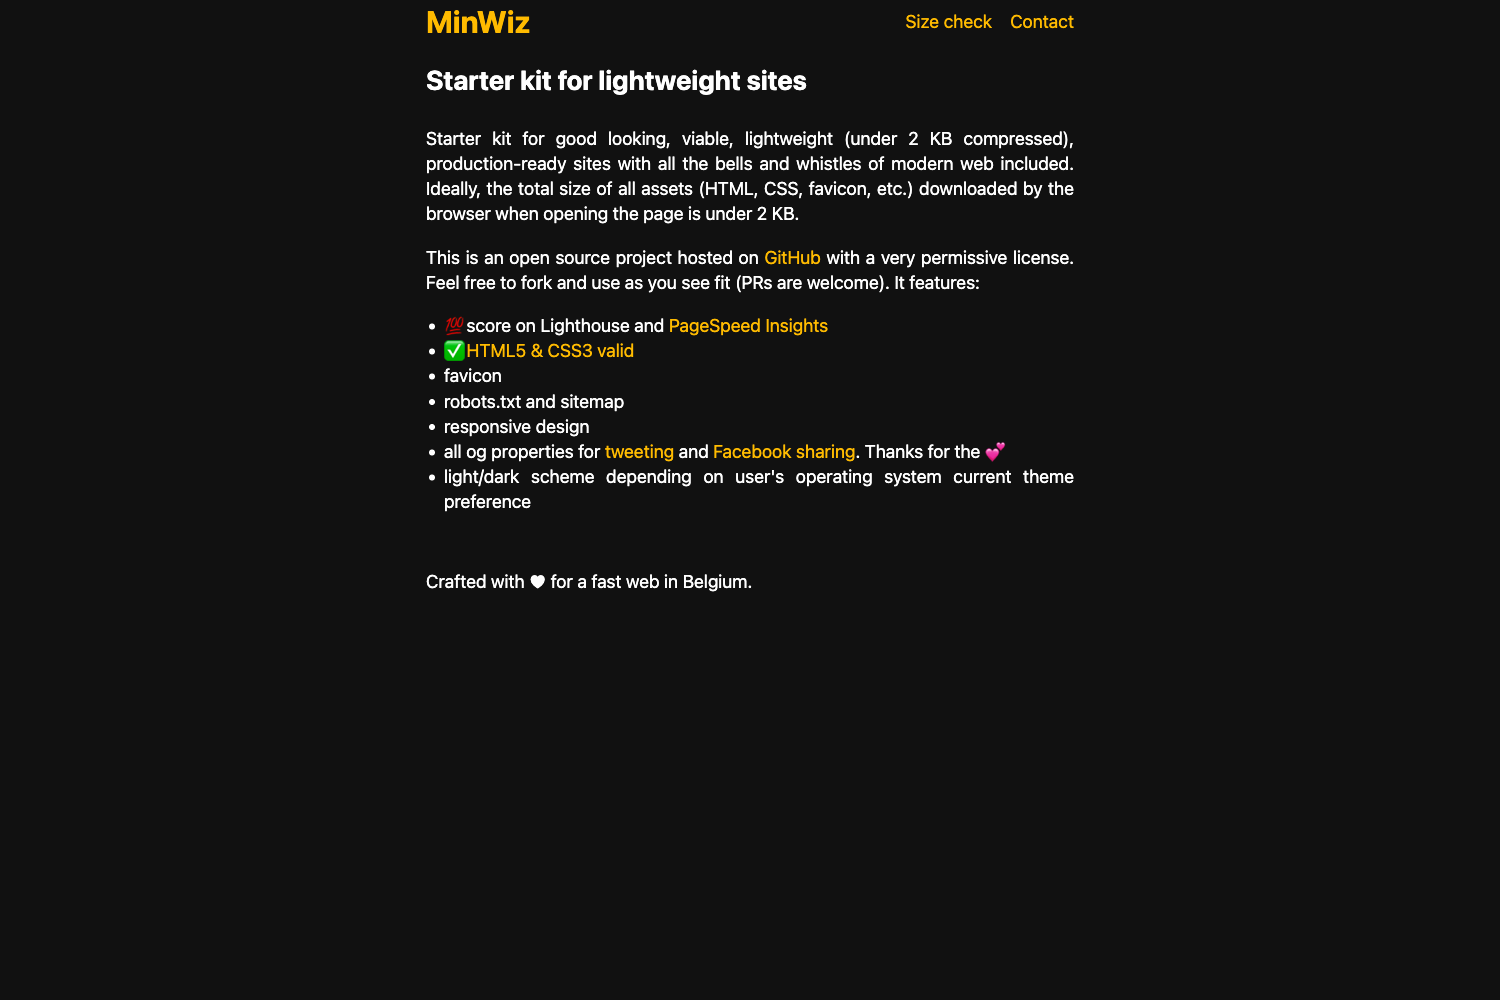 MinWiz
Size check Contact
Starter kit for lightweight sites
Starter kit for good looking, viable, lightweight (under 2 KB compressed),
production-ready sites with all the bells and whistles of modern web included.
Ideally, the total size of all assets (HTML, CSS, favicon, etc.) downloaded by the
browser when opening the page is under 2 KB.
This is an open source project hosted on GitHub with a very permissive license.
Feel free to fork and use as you see fit (PRs are welcome). It features:
• 💯score on Lighthouse and PageSpeed Insights
• ✅HTML5 & CSS3 valid
• favicon
• robots.txt and sitemap
• responsive design
• all og properties for tweeting and Facebook sharing. Thanks for the 💕
• light/dark scheme depending on user's operating system current theme
preference
Crafted with ♥ for a fast web in Belgium.